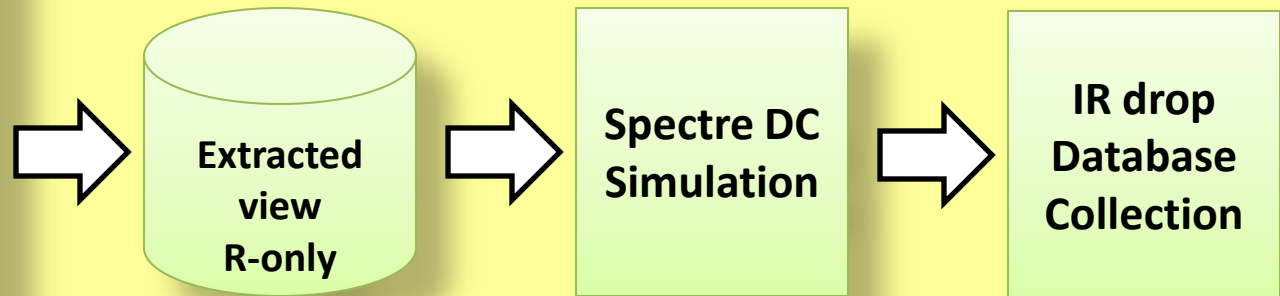 Extracted
view
R-only
Spectre DC
Simulation
IR drop
Database
Collection